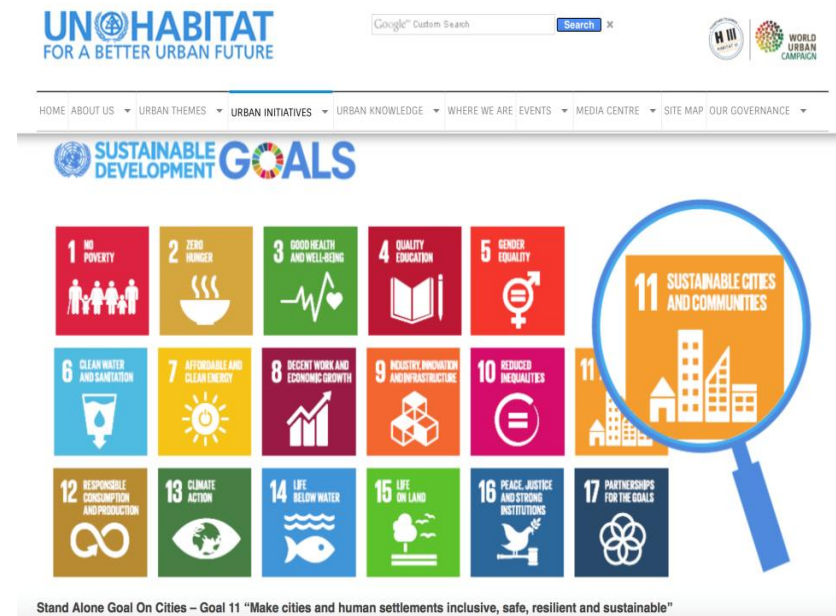 UN HABITAT
FOR A BETTER URBAN FUTURE
Google™ Custom Search
Search
×
H III
HABITAT III
WORLD
URBAN
CAMPAIGN
HOME ABOUT US URBAN THEMES URBAN INITIATIVES URBAN KNOWLEDGE WHERE WE ARE EVENTS MEDIA CENTRE SITE MAP OUR GOVERNANCE
SUSTAINABLE
DEVELOPMENT GOALS
1 NO
POVERTY
2 ZERO
HUNGER
3 GOOD HEALTH
AND WELL-BEING
4 QUALITY
EDUCATION
5 GENDER
EQUALITY
11 SUSTAINABLE CITIES
AND COMMUNITIES
6 CLEAN WATER
AND SANITATION
7 AFFORDABLE AND
CLEAN ENERGY
8 DECENT WORK AND
ECONOMIC GROWTH
9 INDUSTRY, INNOVATION
AND INFRASTRUCTURE
10 REDUCED
INEQUALITIES
11
12 RESPONSIBLE
CONSUMPTION
AND PRODUCTION
13 CLIMATE
ACTION
14 LIFE
BELOW WATER
15 LIFE
ON LAND
16 PEACE, JUSTICE
AND STRONG
INSTITUTIONS
17 PARTNERSHIPS
FOR THE GOALS
Stand Alone Goal On Cities – Goal 11 “Make cities and human settlements inclusive, safe, resilient and sustainable”